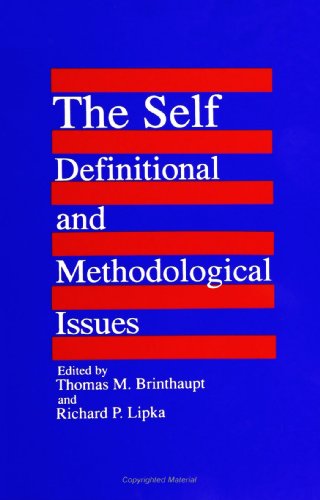 The Self
Definitional
and
Methodological
Issues
Edited by
Thomas M. Brinthaupt
and
Richard P. Lipka
Copyrighted Material